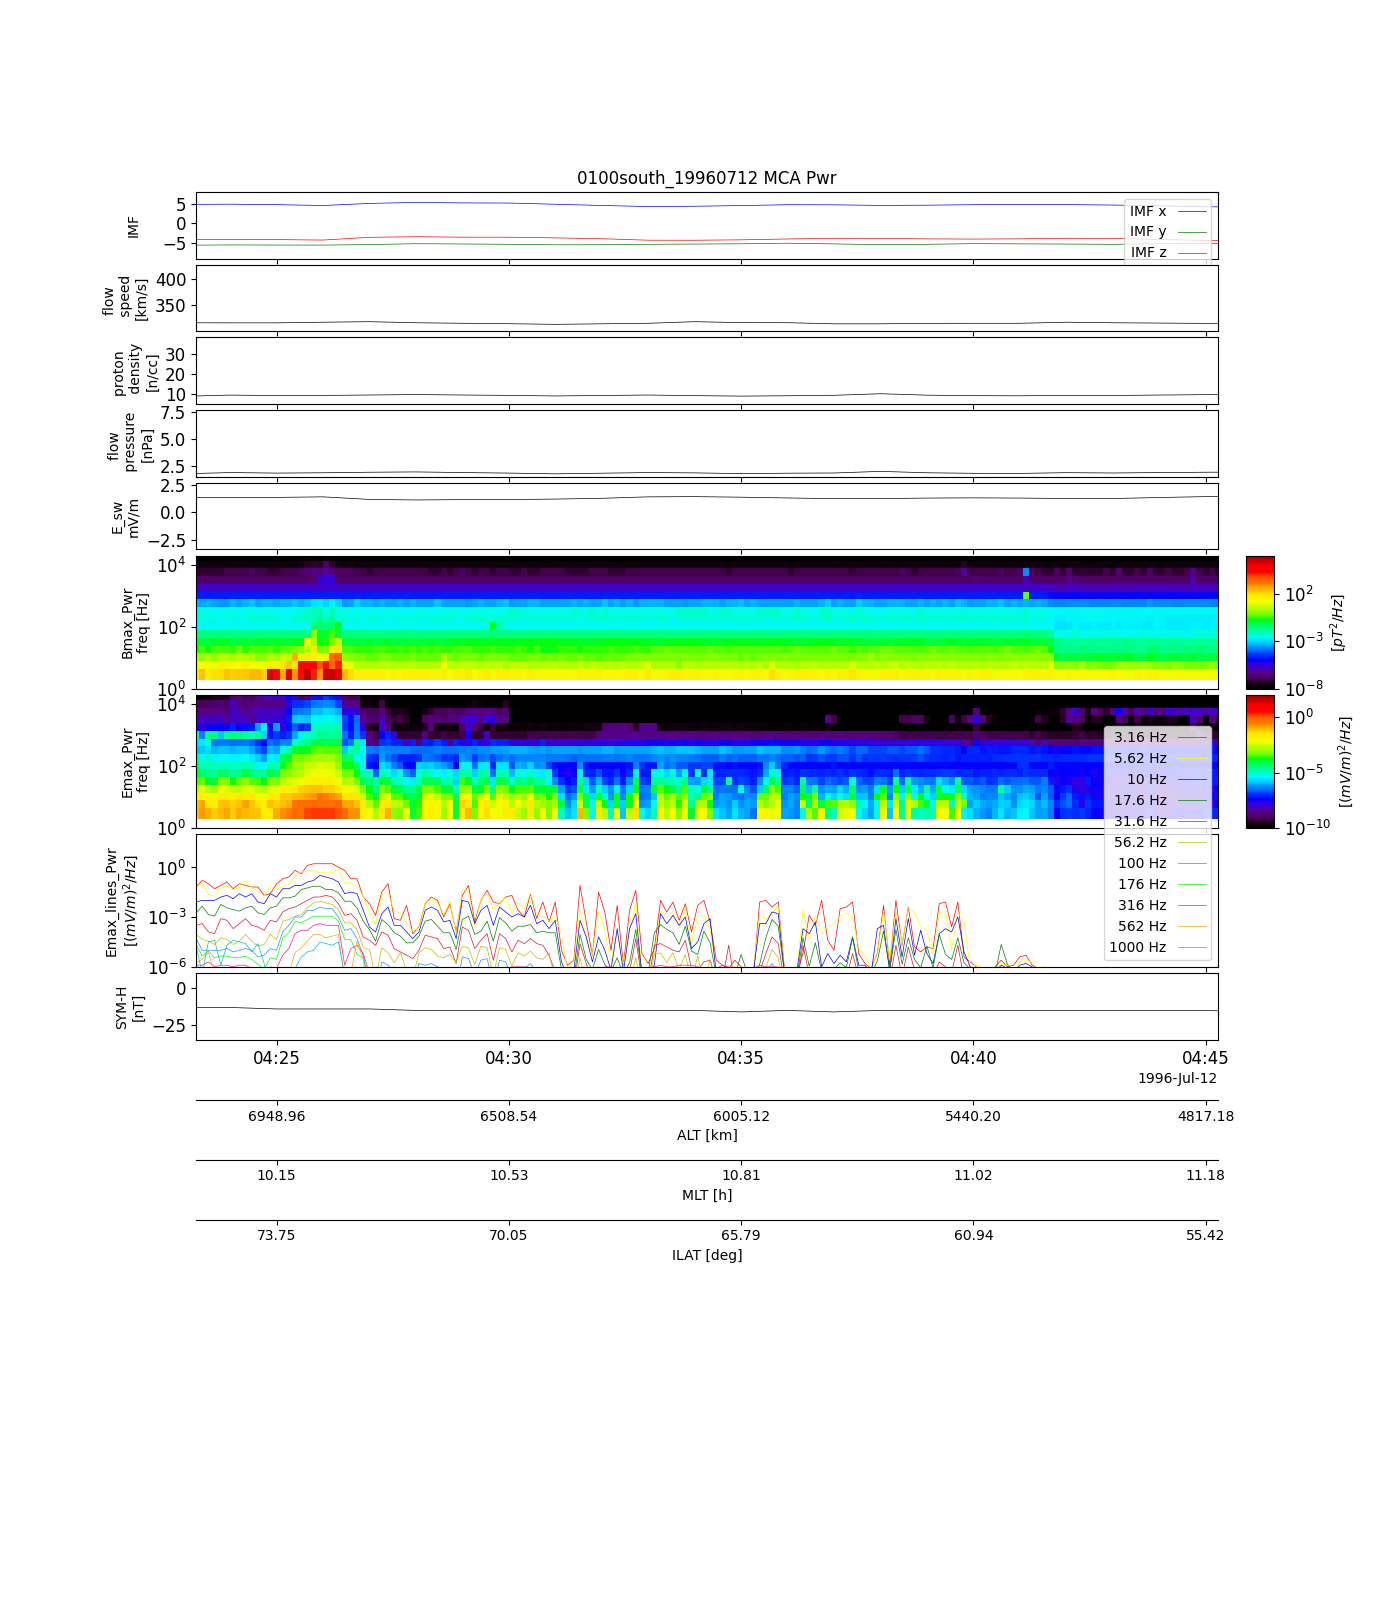 0100south_19960712 MCA Pwr
IMF
5
0
−5
IMF x
IMF y
IMF z
flow
speed
[km/s]
400
350
proton
density
[n/cc]
30
20
10
flow
pressure
[nPa]
7.5
5.0
2.5
E_sw
mV/m
2.5
0.0
−2.5
Bmax_Pwr
freq [Hz]
10^4
10^2
10^0
10^2
10^−3
10^−8
[pT^2/Hz]
Emax_Pwr
freq [Hz]
10^4
10^2
10^0
10^0
10^−5
10^−10
[(mV/m)^2/Hz]
3.16 Hz
5.62 Hz
10 Hz
17.6 Hz
31.6 Hz
56.2 Hz
100 Hz
176 Hz
316 Hz
562 Hz
1000 Hz
Emax_lines_Pwr
[(mV/m)^2/Hz]
10^0
10^−3
10^−6
SYM-H
[nT]
0
−25
04:25 04:30 04:35 04:40 04:45
1996-Jul-12
6948.96 6508.54 6005.12 5440.20 4817.18
ALT [km]
10.15 10.53 10.81 11.02 11.18
MLT [h]
73.75 70.05 65.79 60.94 55.42
ILAT [deg]